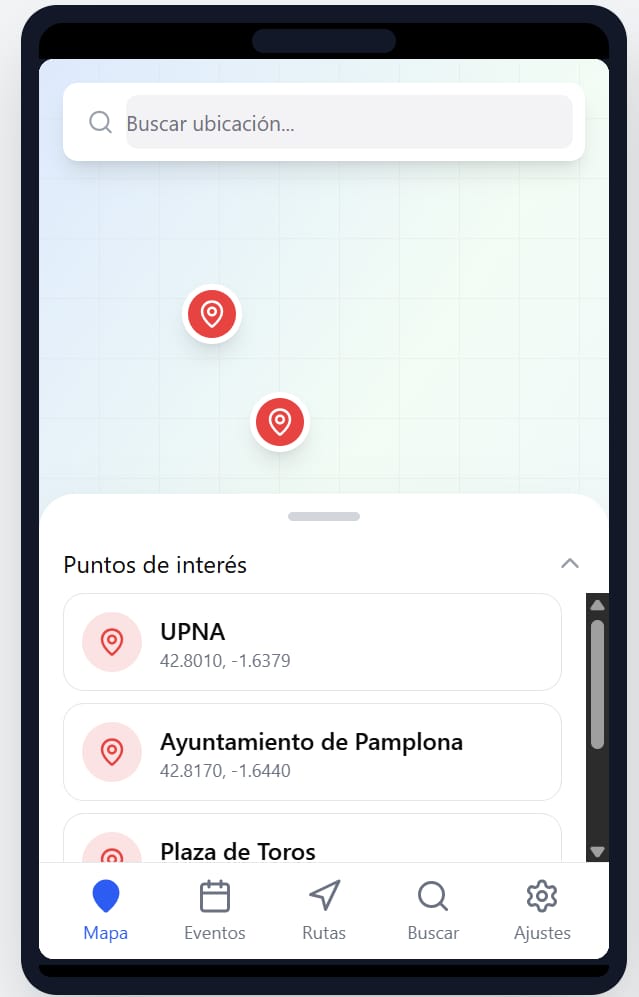 Buscar ubicación...
Puntos de interés
UPNA
42.8010, -1.6379
Ayuntamiento de Pamplona
42.8170, -1.6440
Plaza de Toros
Mapa
Eventos
Rutas
Buscar
Ajustes